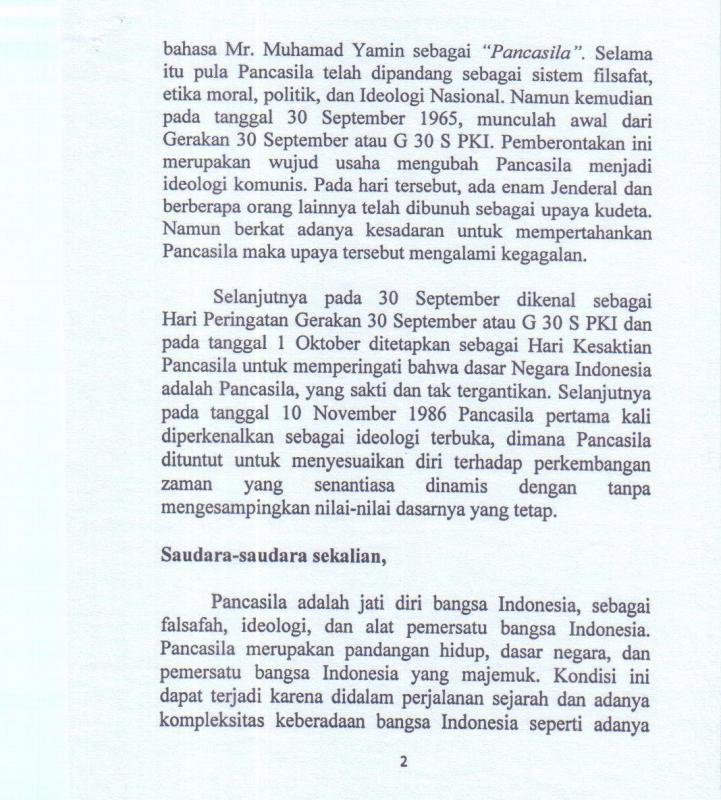 bahasa Mr. Muhamad Yamin sebagai "Pancasila". Selama
itu pula Pancasila telah dipandang sebagai sistem filsafat,
etika moral, politik, dan Ideologi Nasional. Namun kemudian
pada tanggal 30 September 1965, munculah awal dari
Gerakan 30 September atau G 30 S PKI. Pemberontakan ini
merupakan wujud usaha mengubah Pancasila menjadi
ideologi komunis. Pada hari tersebut, ada enam Jenderal dan
berberapa orang lainnya telah dibunuh sebagai upaya kudeta.
Namun berkat adanya kesadaran untuk mempertahankan
Pancasila maka upaya tersebut mengalami kegagalan.
Selanjutnya pada 30 September dikenal sebagai
Hari Peringatan Gerakan 30 September atau G 30 S PKI dan
pada tanggal 1 Oktober ditetapkan sebagai Hari Kesaktian
Pancasila untuk memperingati bahwa dasar Negara Indonesia
adalah Pancasila, yang sakti dan tak tergantikan. Selanjutnya
pada tanggal 10 November 1986 Pancasila pertama kali
diperkenalkan sebagai ideologi terbuka, dimana Pancasila
dituntut untuk menyesuaikan diri terhadap perkembangan
zaman yang senantiasa dinamis dengan tanpa
mengesampingkan nilai-nilai dasarnya yang tetap.
Saudara-saudara sekalian,
Pancasila adalah jati diri bangsa Indonesia, sebagai
falsafah, ideologi, dan alat pemersatu bangsa Indonesia.
Pancasila merupakan pandangan hidup, dasar negara, dan
pemersatu bangsa Indonesia yang majemuk. Kondisi ini
dapat terjadi karena didalam perjalanan sejarah dan adanya
kompleksitas keberadaan bangsa Indonesia seperti adanya
2